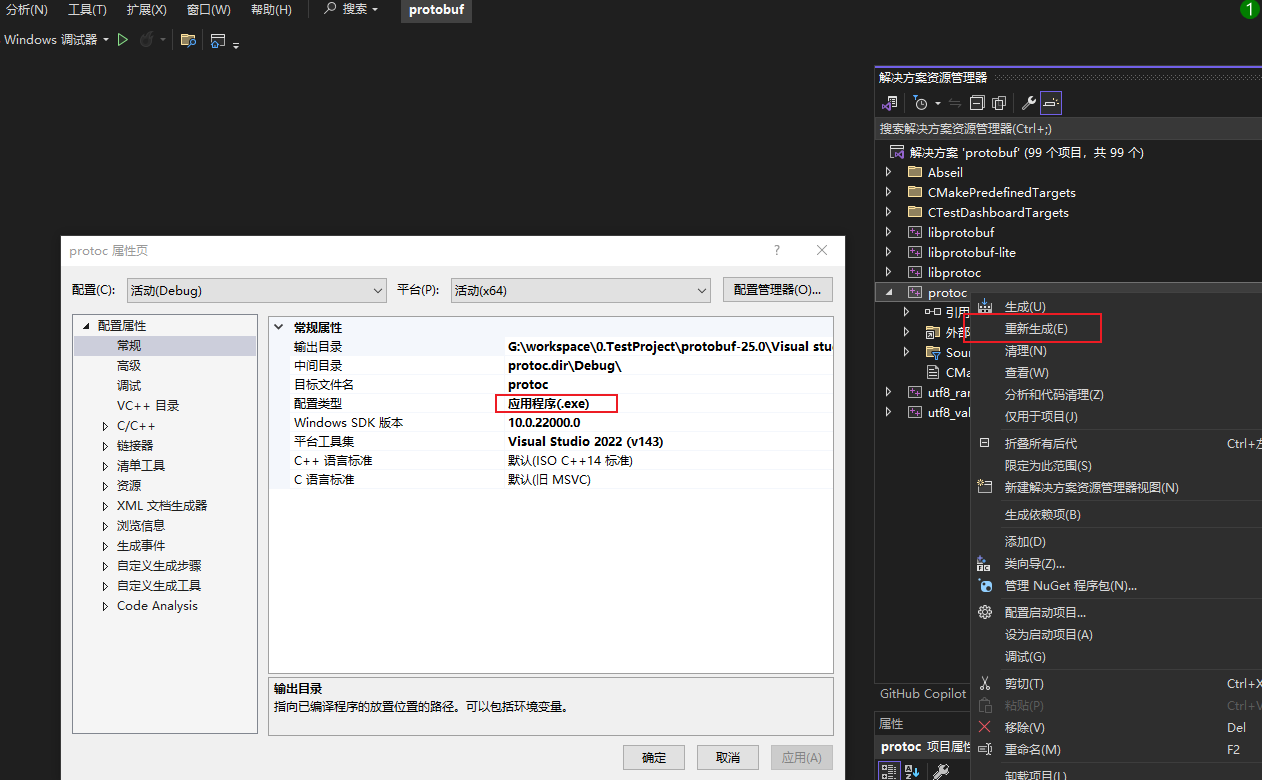 分析(N) 工具(T) 扩展(X) 窗口(W) 帮助(H) 搜索 protobuf 1
Windows 调试器
解决方案资源管理器
搜索解决方案资源管理器(Ctrl+;)
解决方案 'protobuf' (99 个项目，共 99 个)
Abseil
CMakePredefinedTargets
CTestDashboardTargets
libprotobuf
libprotobuf-lite
libprotoc
protoc
引用
外部
Sour
CMa
utf8_ran
utf8_val
生成(U)
重新生成(E)
清理(N)
查看(W)
分析和代码清理(Z)
仅用于项目(J)
折叠所有后代 Ctrl+左
限定为此范围(S)
新建解决方案资源管理器视图(N)
生成依赖项(B)
添加(D)
类向导(Z)...
管理 NuGet 程序包(N)...
配置启动项目...
设为启动项目(A)
调试(G)
剪切(T) Ctrl+X
粘贴(P) Ctrl+V
移除(V) Del
重命名(M) F2
卸载项目(L)
GitHub Copilot
属性
protoc 项目属性
protoc 属性页 ?
配置(C): 活动(Debug) 平台(P): 活动(x64) 配置管理器(O)...
配置属性
常规
高级
调试
VC++ 目录
C/C++
链接器
清单工具
资源
XML 文档生成器
浏览信息
生成事件
自定义生成步骤
自定义生成工具
Code Analysis
常规属性
输出目录 G:\workspace\0.TestProject\protobuf-25.0\Visual stu
中间目录 protoc.dir\Debug\
目标文件名 protoc
配置类型 应用程序(.exe)
Windows SDK 版本 10.0.22000.0
平台工具集 Visual Studio 2022 (v143)
C++ 语言标准 默认(ISO C++14 标准)
C 语言标准 默认(旧 MSVC)
输出目录
指向已编译程序的放置位置的路径。可以包括环境变量。
确定 取消 应用(A)